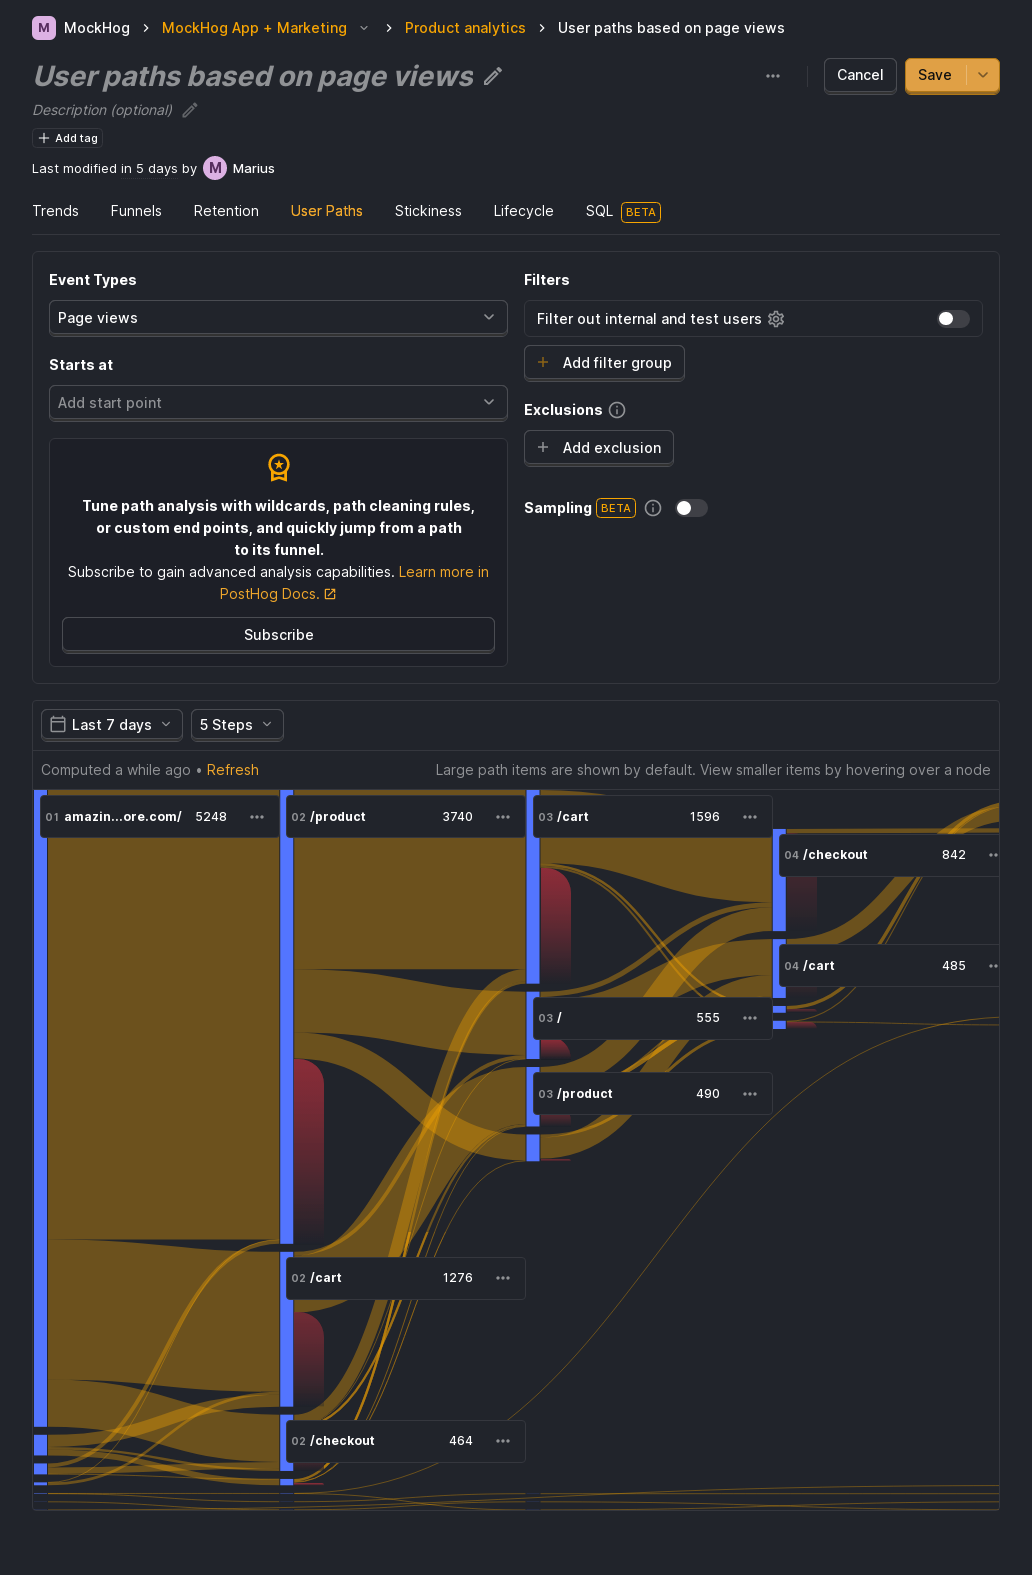 M MockHog MockHog App + Marketing Product analytics User paths based on page views
User paths based on page views
Cancel Save
Description (optional)
Add tag
Last modified in 5 days by M Marius
Trends Funnels Retention User Paths Stickiness Lifecycle SQL BETA
Event Types
Page views
Starts at
Add start point
Tune path analysis with wildcards, path cleaning rules,
or custom end points, and quickly jump from a path
to its funnel.
Subscribe to gain advanced analysis capabilities. Learn more in
PostHog Docs.
Subscribe
Filters
Filter out internal and test users
Add filter group
Exclusions
Add exclusion
Sampling BETA
Last 7 days 5 Steps
Computed a while ago • Refresh Large path items are shown by default. View smaller items by hovering over a node
01 amazin...ore.com/ 5248
02 /product 3740
03 /cart 1596
04 /checkout 842
04 /cart 485
03 / 555
03 /product 490
02 /cart 1276
02 /checkout 464